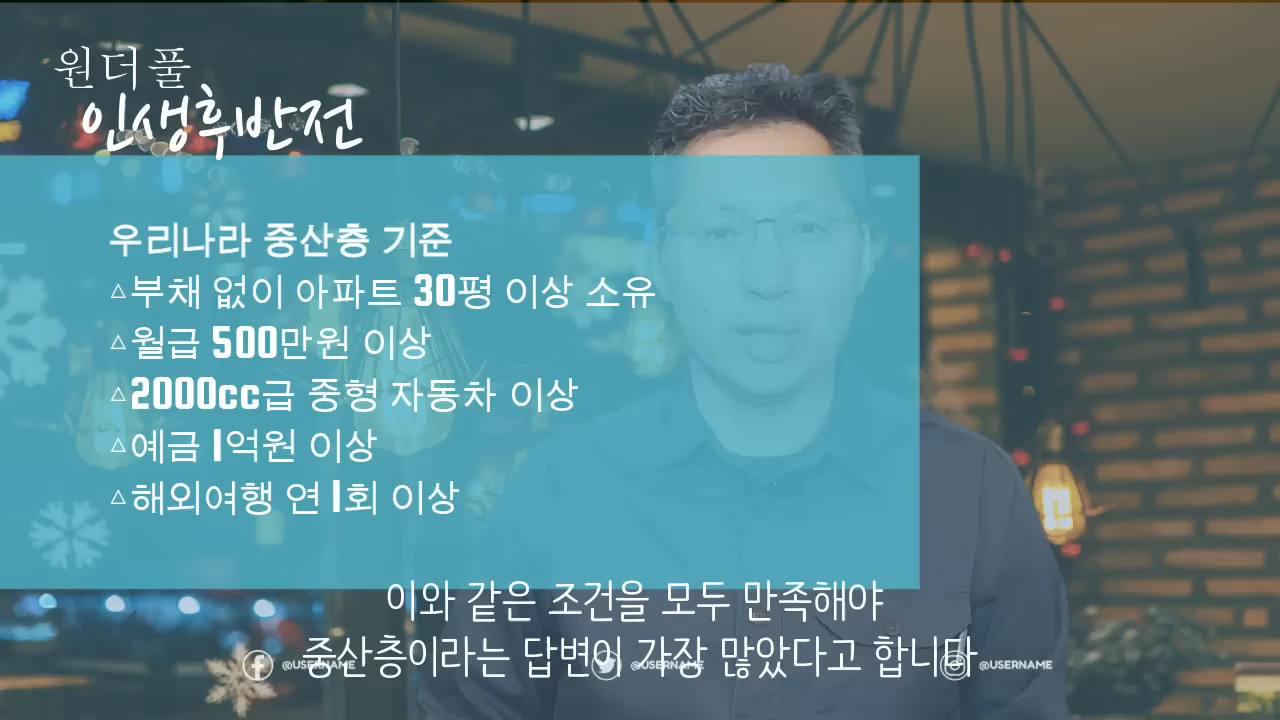 원더풀
인생후반전
우리나라 중산층 기준
△부채 없이 아파트 30평 이상 소유
△월급 500만원 이상
△2000cc급 중형 자동차 이상
△예금 1억원 이상
△해외여행 연 1회 이상
이와 같은 조건을 모두 만족해야
중산층이라는 답변이 가장 많았다고 합니다
@USERNAME @USERNAME @USERNAME